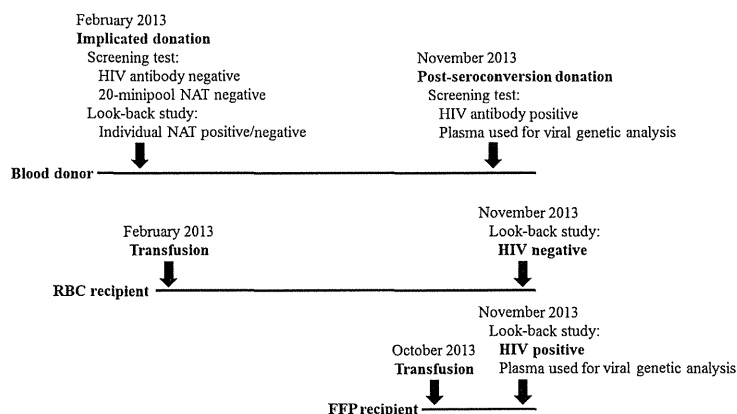 February 2013
Implicated donation
Screening test:
HIV antibody negative
20-minipool NAT negative
Look-back study:
Individual NAT positive/negative
November 2013
Post-seroconversion donation
Screening test:
HIV antibody positive
Plasma used for viral genetic analysis
Blood donor
February 2013
Transfusion
November 2013
Look-back study:
HIV negative
RBC recipient
October 2013
Transfusion
November 2013
Look-back study:
HIV positive
Plasma used for viral genetic analysis
FFP recipient